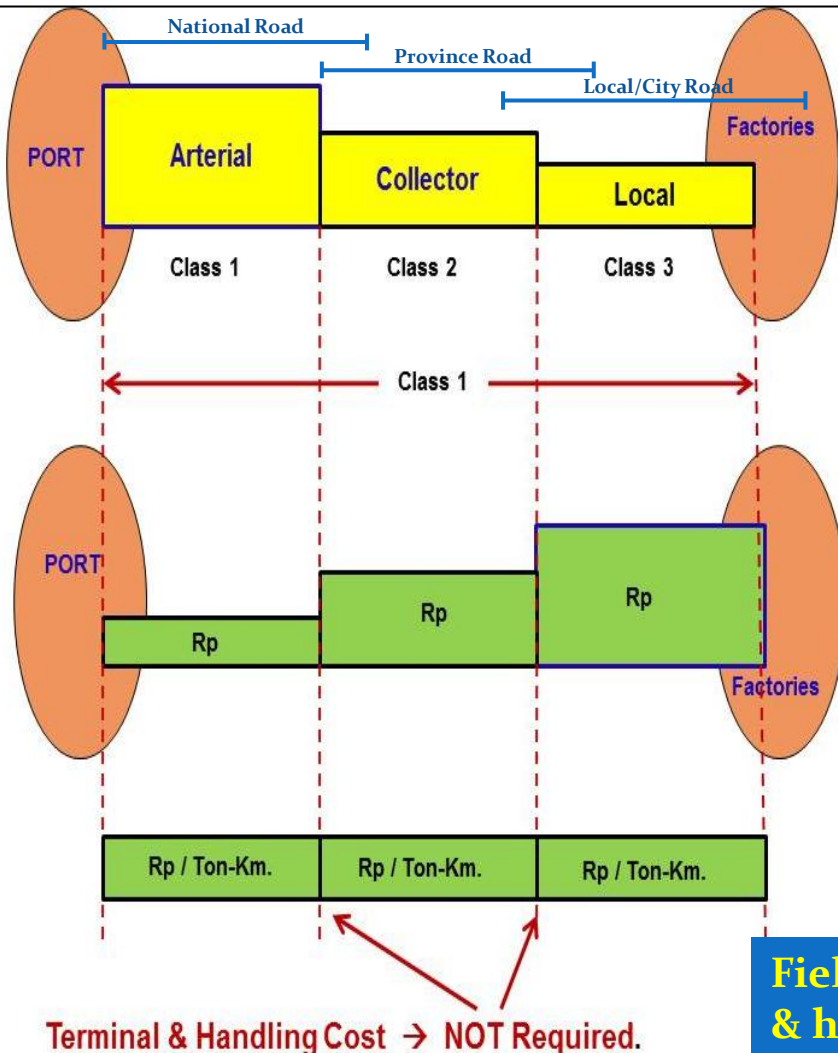 National Road
Province Road
Local/City Road
PORT
Arterial
Collector
Local
Factories
Class 1
Class 2
Class 3
Class 1
PORT
Rp
Rp
Rp
Factories
Rp / Ton-Km.
Rp / Ton-Km.
Rp / Ton-Km.
Terminal & Handling Cost → NOT Required.
& h